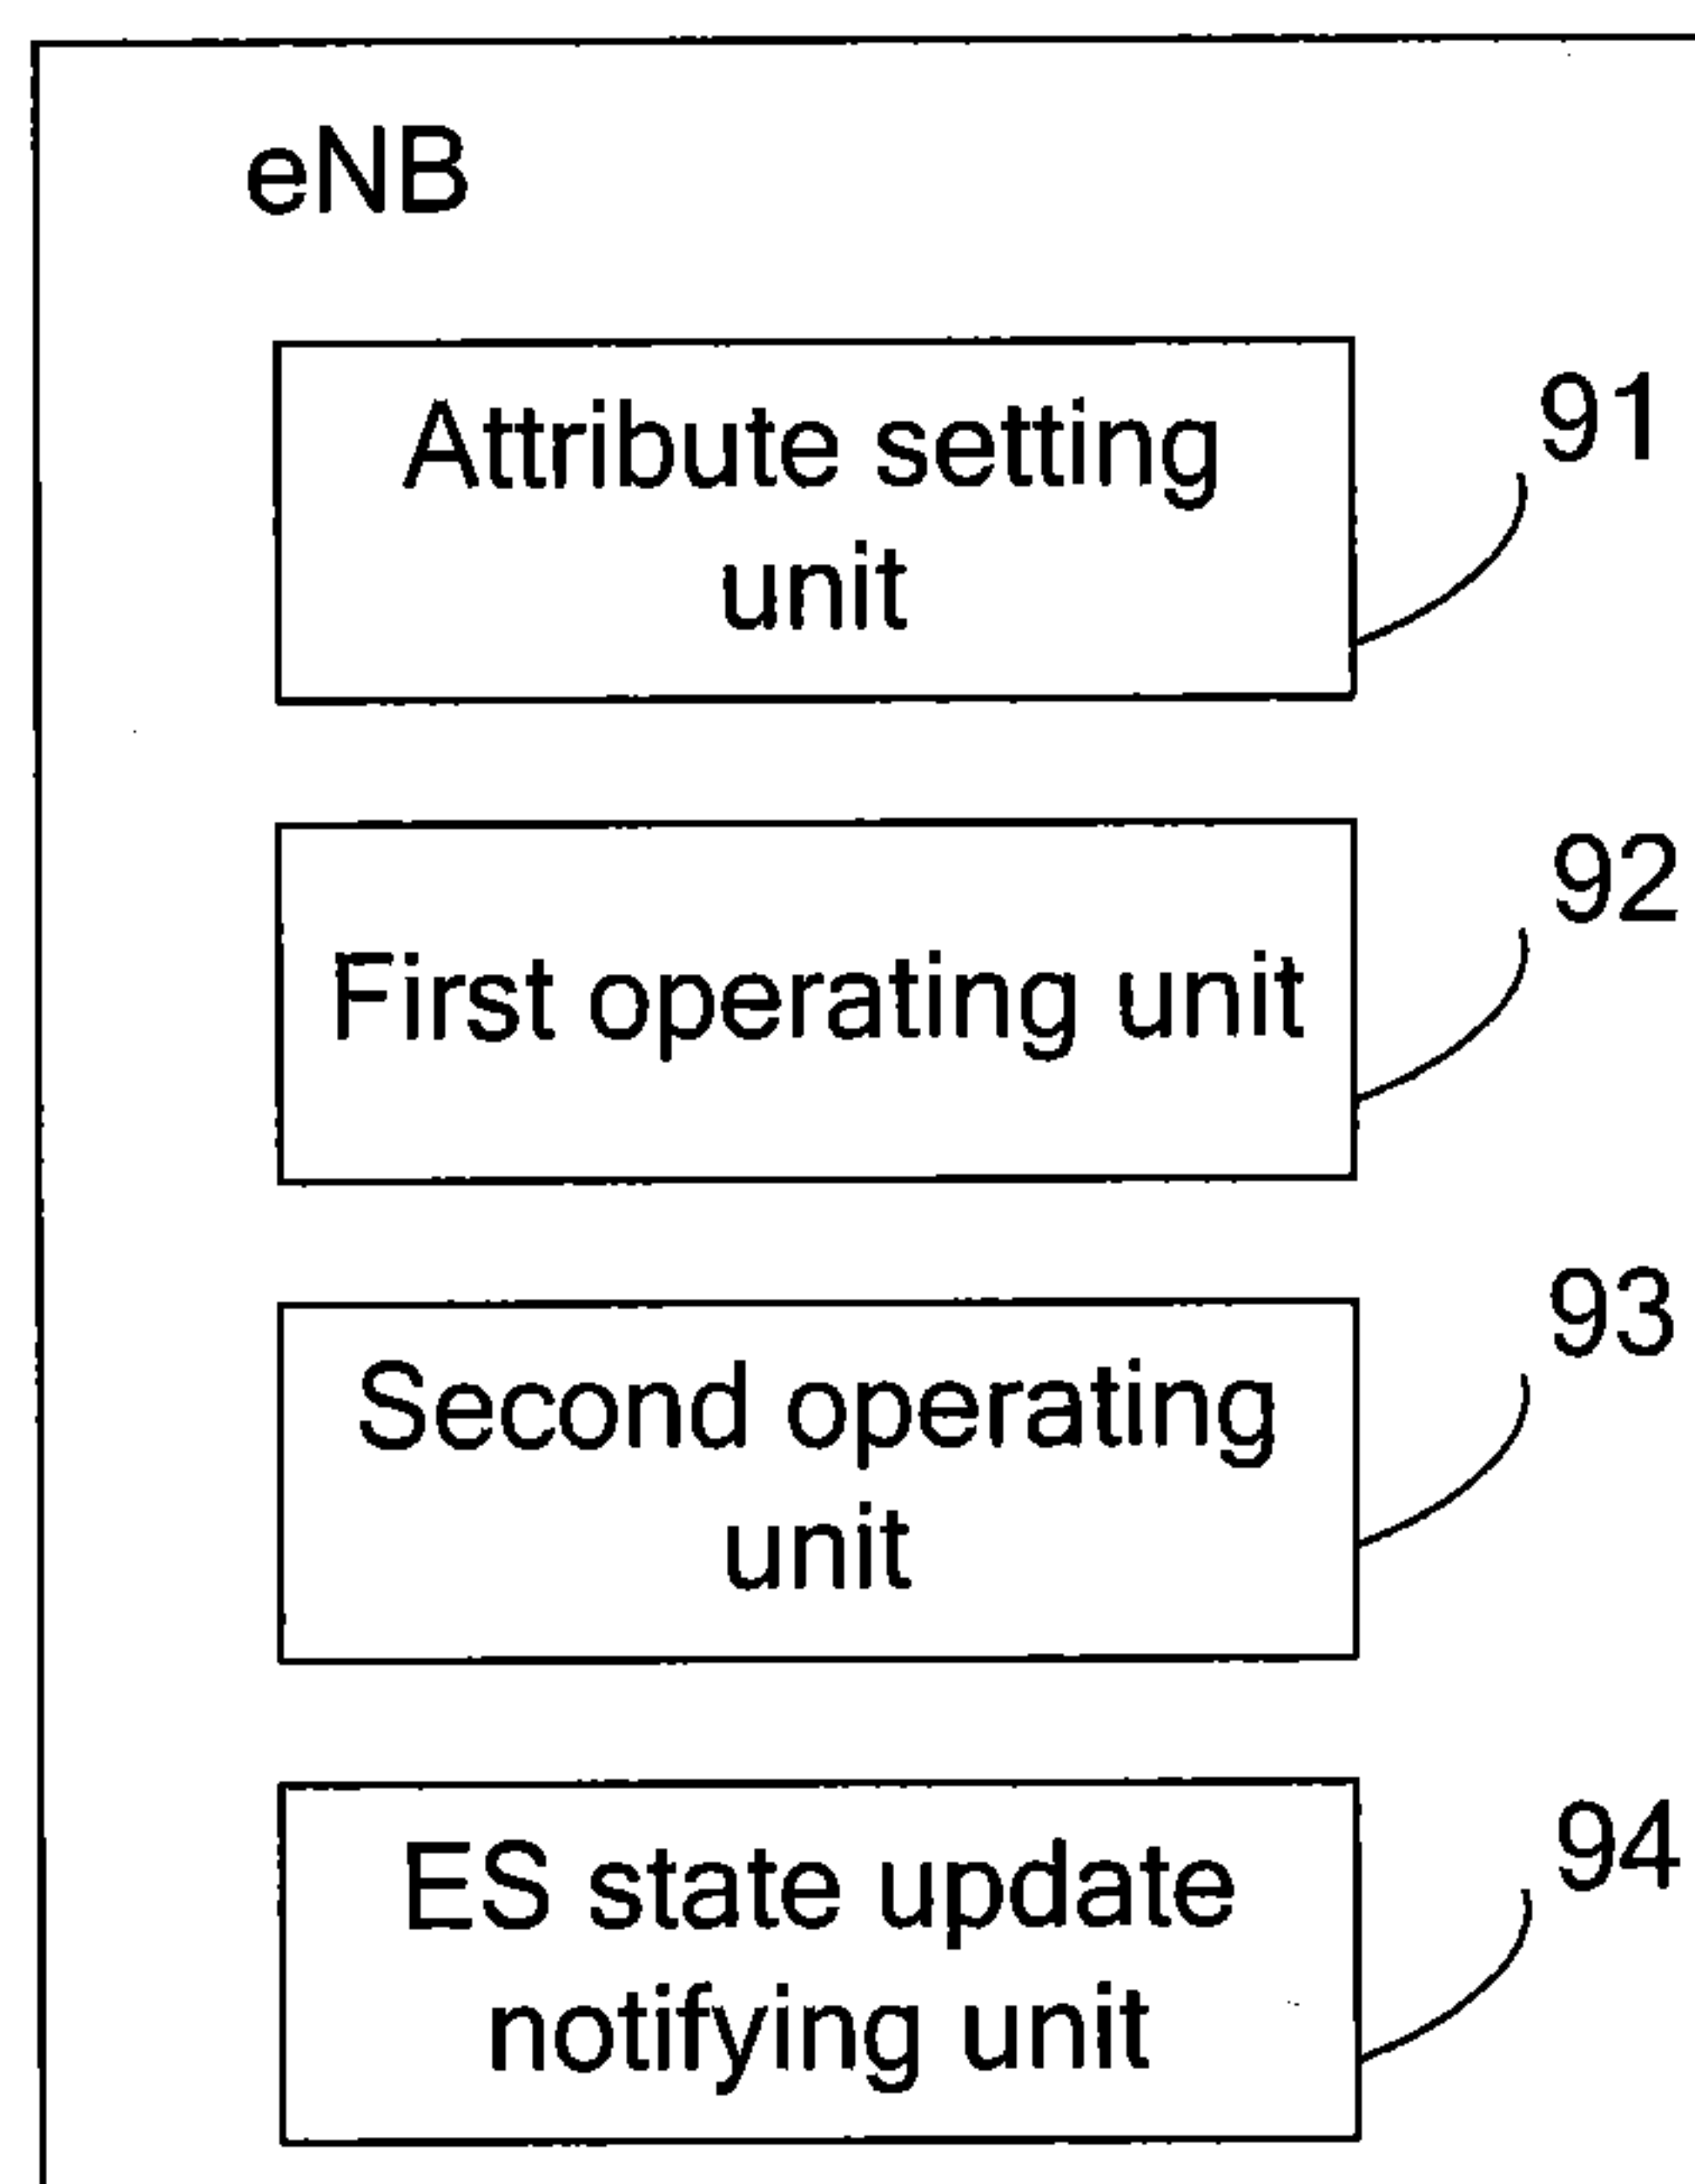 eNB
Attribute setting
unit
91
First operating unit
92
Second operating
unit
93
ES state update
notifying unit
94